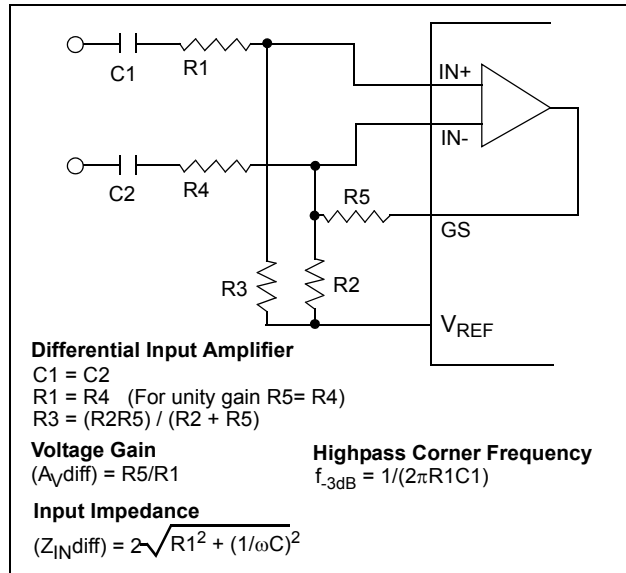 C1
R1
IN+
IN-
C2
R4
R5
GS
R3
R2
VREF
Differential Input Amplifier
C1 = C2
R1 = R4 (For unity gain R5= R4)
R3 = (R2R5) / (R2 + R5)
Voltage Gain
(AVdiff) = R5/R1
Highpass Corner Frequency
f-3dB = 1/(2πR1C1)
Input Impedance
(ZINdiff) = 2√R1² + (1/ωC)²